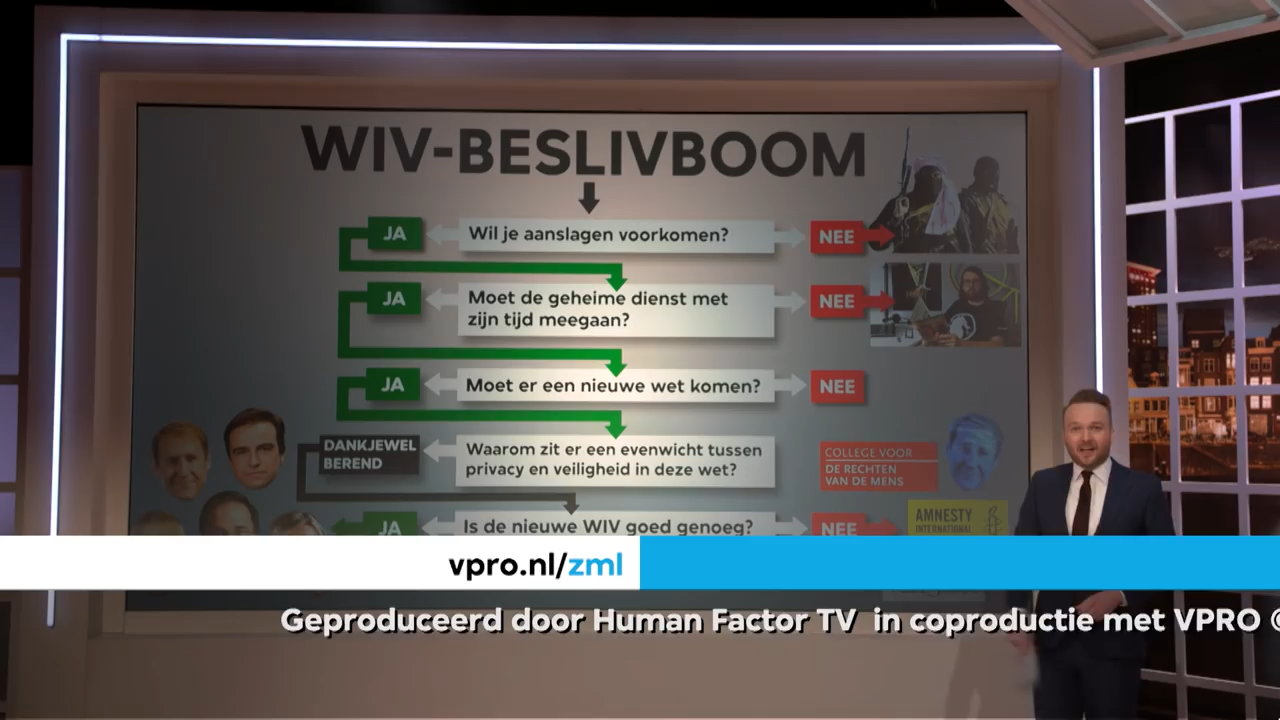 WIV-BESLIVBOOM
JA
Wil je aanslagen voorkomen?
NEE
JA
Moet de geheime dienst met
zijn tijd meegaan?
NEE
JA
Moet er een nieuwe wet komen?
NEE
DANKJEWEL
BEREND
Waarom zit er een evenwicht tussen
privacy en veiligheid in deze wet?
COLLEGE VOOR
DE RECHTEN
VAN DE MENS
JA
Is de nieuwe WIV goed genoeg?
NEE
AMNESTY
INTERNATIONAL
vpro.nl/zml
Geproduceerd door Human Factor TV in coproductie met VPRO ©